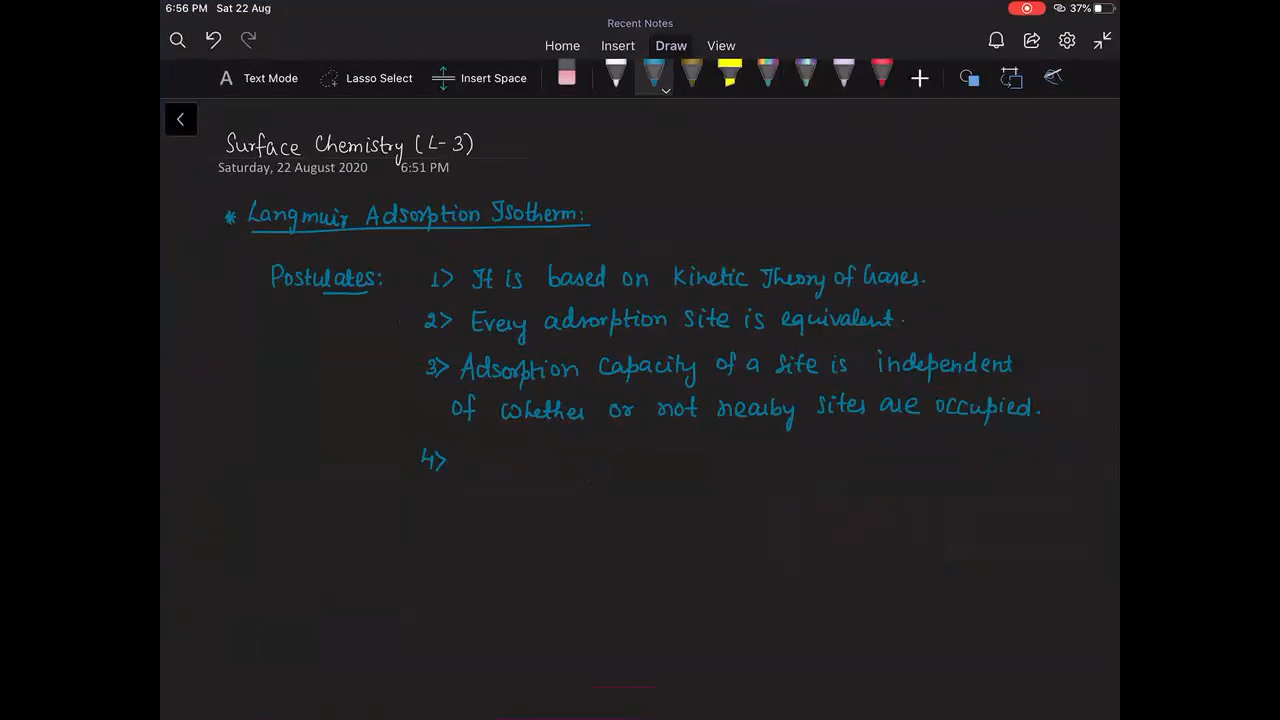 6:56 PM Sat 22 Aug
37%
Recent Notes
Home Insert Draw View
Text Mode Lasso Select Insert Space
Surface Chemistry (L-3)
Saturday, 22 August 2020 6:51 PM
* Langmuir Adsorption Isotherm:
Postulates: 1> It is based on Kinetic Theory of Gases.
2> Every adsorption site is equivalent.
3> Adsorption capacity of a site is independent
of whether or not nearby sites are occupied.
4>